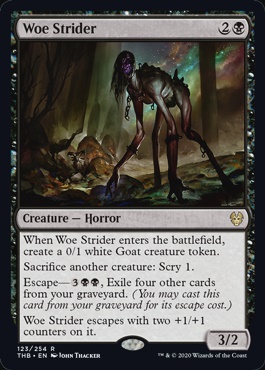 Woe Strider 2
Creature — Horror
When Woe Strider enters the battlefield,
create a 0/1 white Goat creature token.
Sacrifice another creature: Scry 1.
Escape—3, Exile four other cards
from your graveyard. (You may cast this
card from your graveyard for its escape cost.)
Woe Strider escapes with two +1/+1
counters on it.
3/2
123/254 R
THB • EN John Thacker
™ & © 2020 Wizards of the Coast